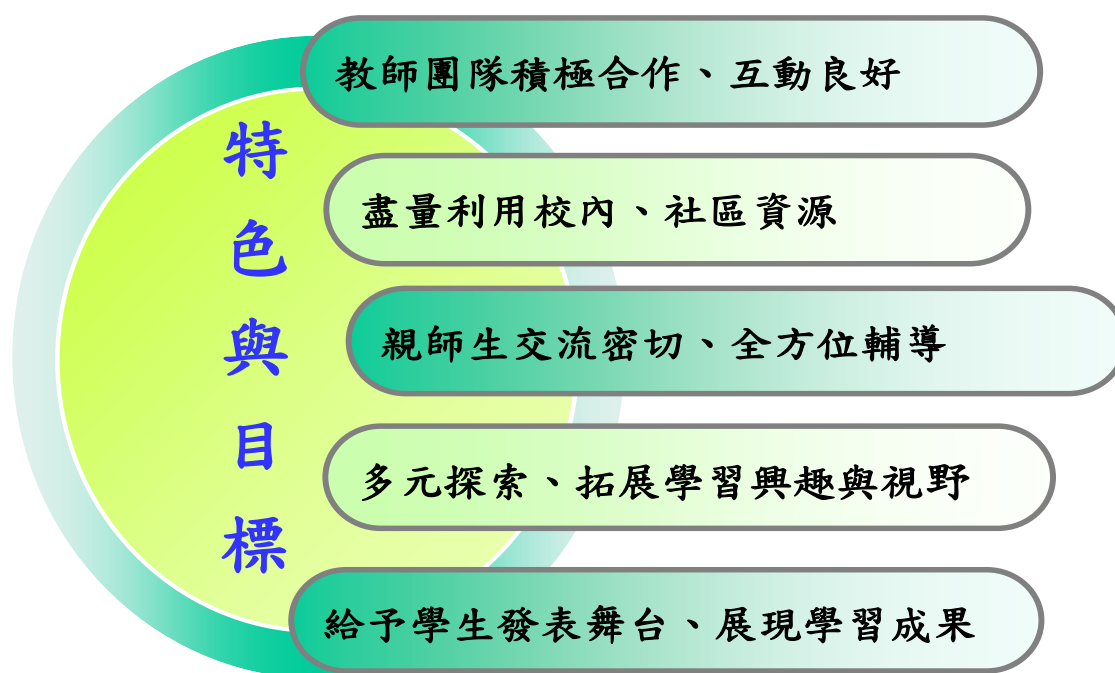 特色與目標
教師團隊積極合作、互動良好
盡量利用校內、社區資源
親師生交流密切、全方位輔導
多元探索、拓展學習興趣與視野
給予學生發表舞台、展現學習成果